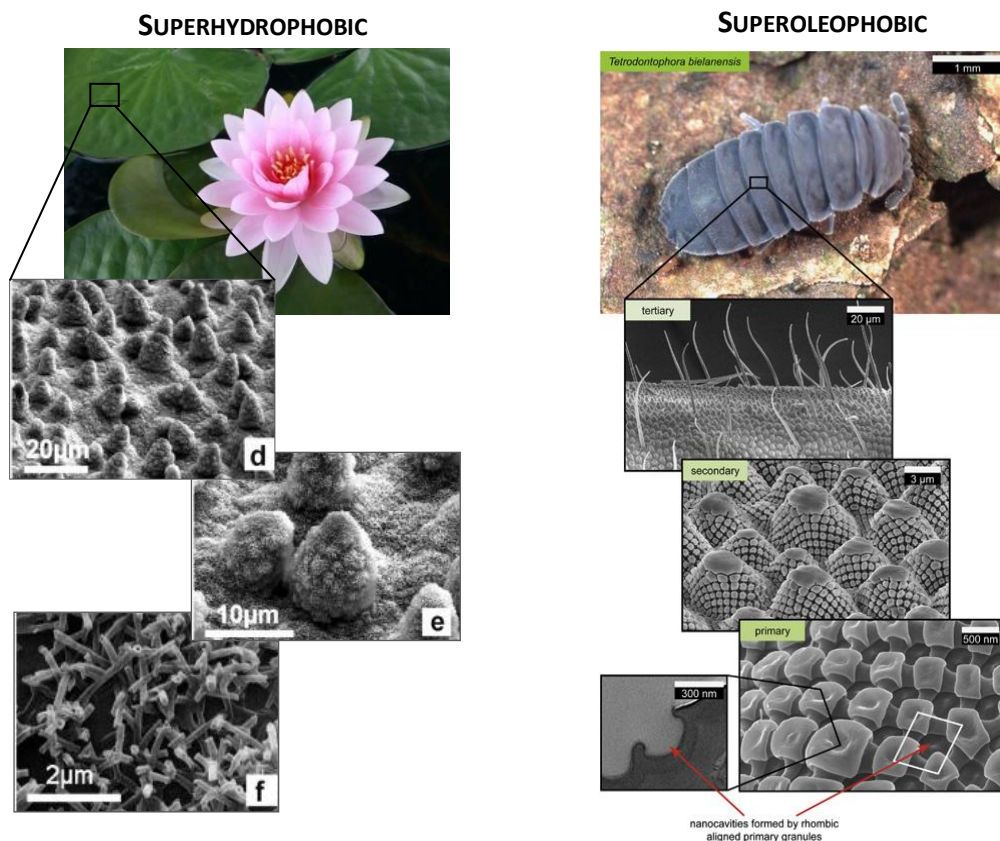 SUPERHYDROPHOBIC
20µm
d
10µm
e
2µm
f
SUPEROLEOPHOBIC
Tetrodontophora bielanensis
1 mm
tertiary
20 µm
secondary
3 µm
primary
500 nm
300 nm
nanocavities formed by rhombic
aligned primary granules